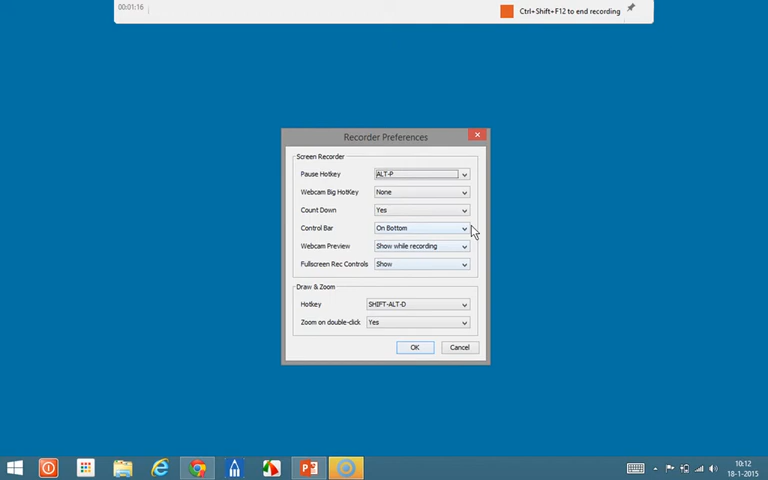 00:01:16
Ctrl+Shift+F12 to end recording
Recorder Preferences
Screen Recorder
Pause Hotkey ALT-P
Webcam Big HotKey None
Count Down Yes
Control Bar On Bottom
Webcam Preview Show while recording
Fullscreen Rec Controls Show
Draw & Zoom
Hotkey SHIFT-ALT-D
Zoom on double-click Yes
OK Cancel
10:12
18-1-2015